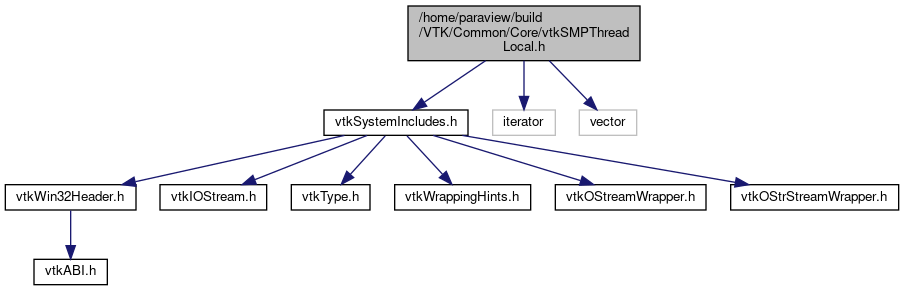 /home/paraview/build
/VTK/Common/Core/vtkSMPThread
Local.h
vtkSystemIncludes.h
iterator
vector
vtkWin32Header.h
vtkIOStream.h
vtkType.h
vtkWrappingHints.h
vtkOStreamWrapper.h
vtkOStrStreamWrapper.h
vtkABI.h